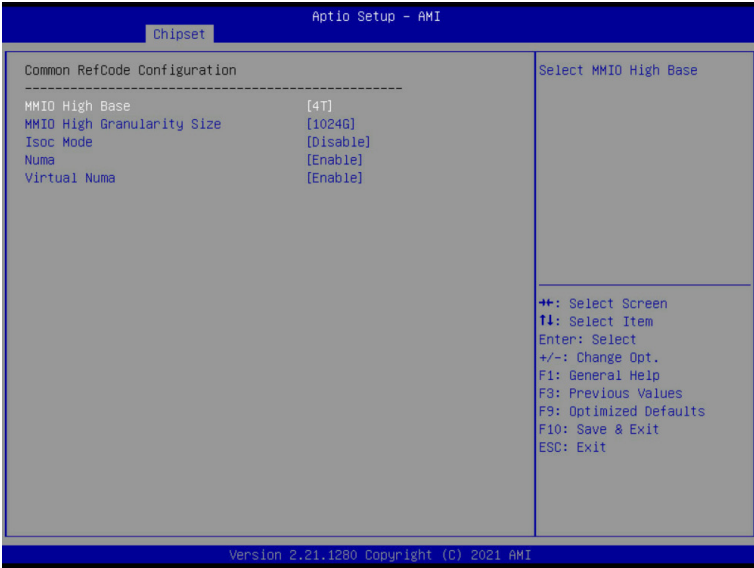 Aptio Setup - AMI
Chipset
Common RefCode Configuration
--------------------------------------------------
MMIO High Base [4T]
MMIO High Granularity Size [1024G]
Isoc Mode [Disable]
Numa [Enable]
Virtual Numa [Enable]
Select MMIO High Base
→←: Select Screen
↑↓: Select Item
Enter: Select
+/-: Change Opt.
F1: General Help
F3: Previous Values
F9: Optimized Defaults
F10: Save & Exit
ESC: Exit
Version 2.21.1280 Copyright (C) 2021 AMI